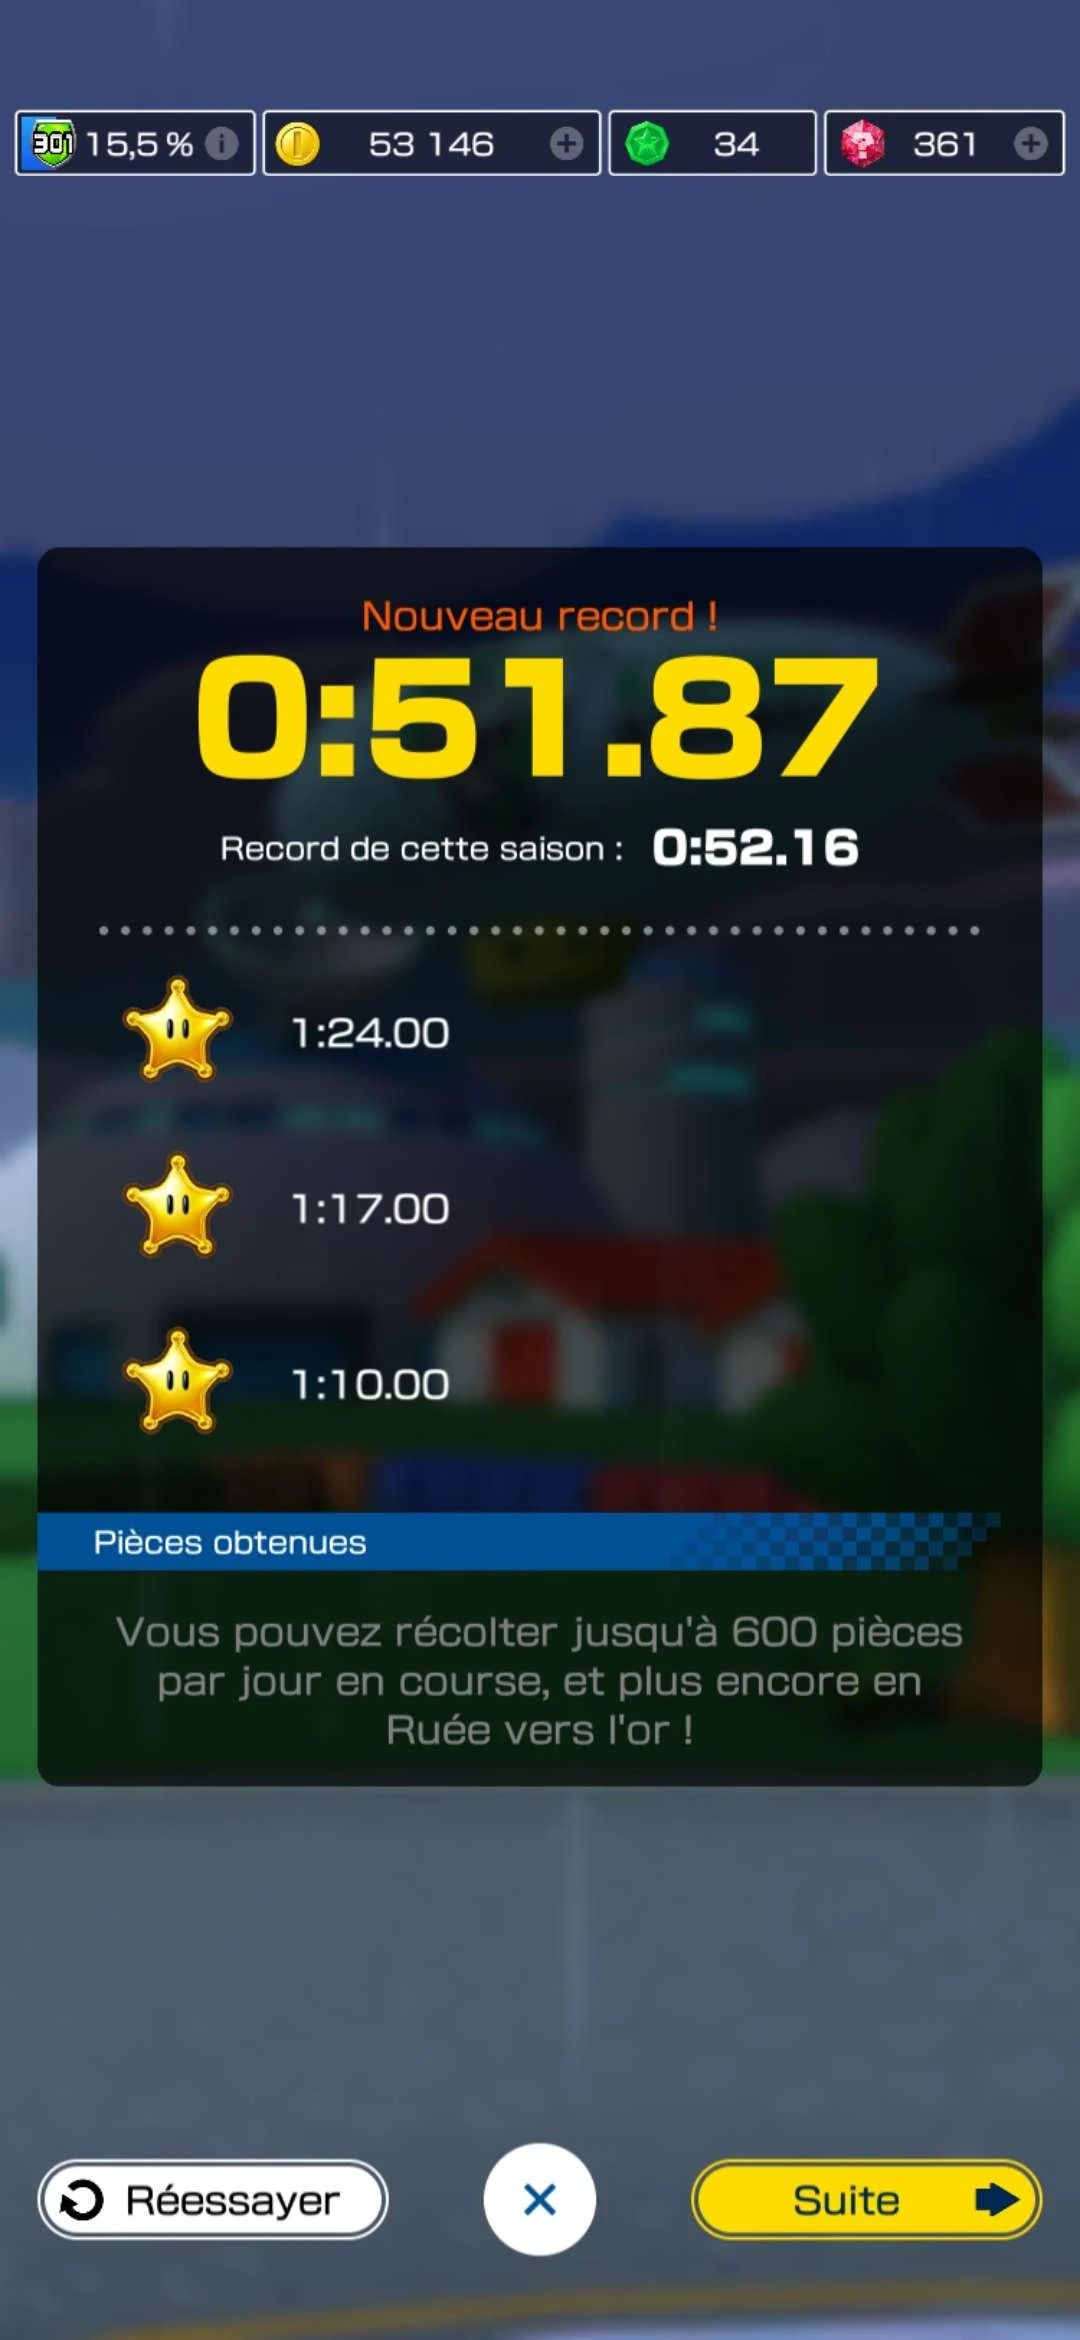 301 15,5 % i 53 146 + 34 361 +
Nouveau record !
0:51.87
Record de cette saison : 0:52.16
1:24.00
1:17.00
1:10.00
Pièces obtenues
Vous pouvez récolter jusqu'à 600 pièces
par jour en course, et plus encore en
Ruée vers l'or !
Réessayer × Suite